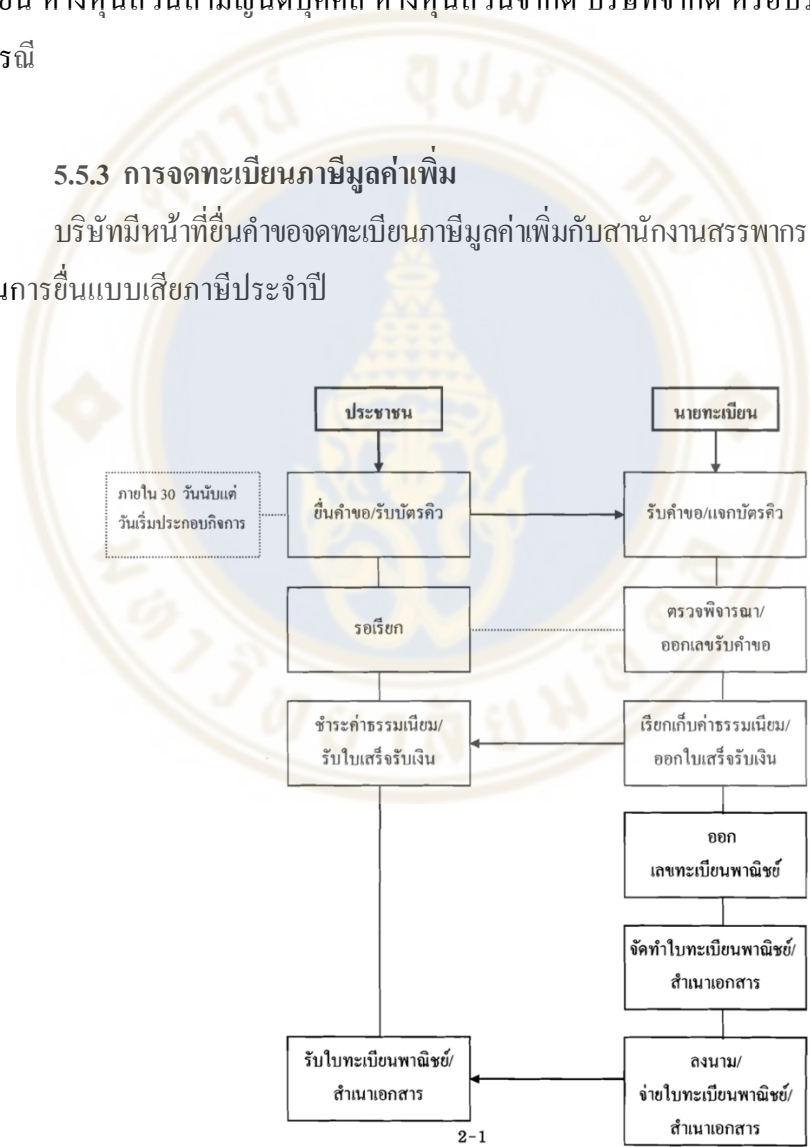 รณี
5.5.3 การจดทะเบียนภาษีมูลค่าเพิ่ม
บริษัทมีหน้าที่ยื่นคำขอจดทะเบียนภาษีมูลค่าเพิ่มกับสานักงานสรรพากร
นการยื่นแบบเสียภาษีประจำปี
ประชาชน
นายทะเบียน
ภายใน 30 วันนับแต่
วันเริ่มประกอบกิจการ
ยื่นคำขอ/รับบัตรคิว
รับคำขอ/แจกบัตรคิว
รอเรียก
ตรวจพิจารณา/
ออกเลขรับคำขอ
ชำระค่าธรรมเนียม/
รับใบเสร็จรับเงิน
เรียกเก็บค่าธรรมเนียม/
ออกใบเสร็จรับเงิน
ออก
เลขทะเบียนพาณิชย์
จัดทำใบทะเบียนพาณิชย์/
สำเนาเอกสาร
รับใบทะเบียนพาณิชย์/
สำเนาเอกสาร
ลงนาม/
จ่ายใบทะเบียนพาณิชย์/
สำเนาเอกสาร
2-1